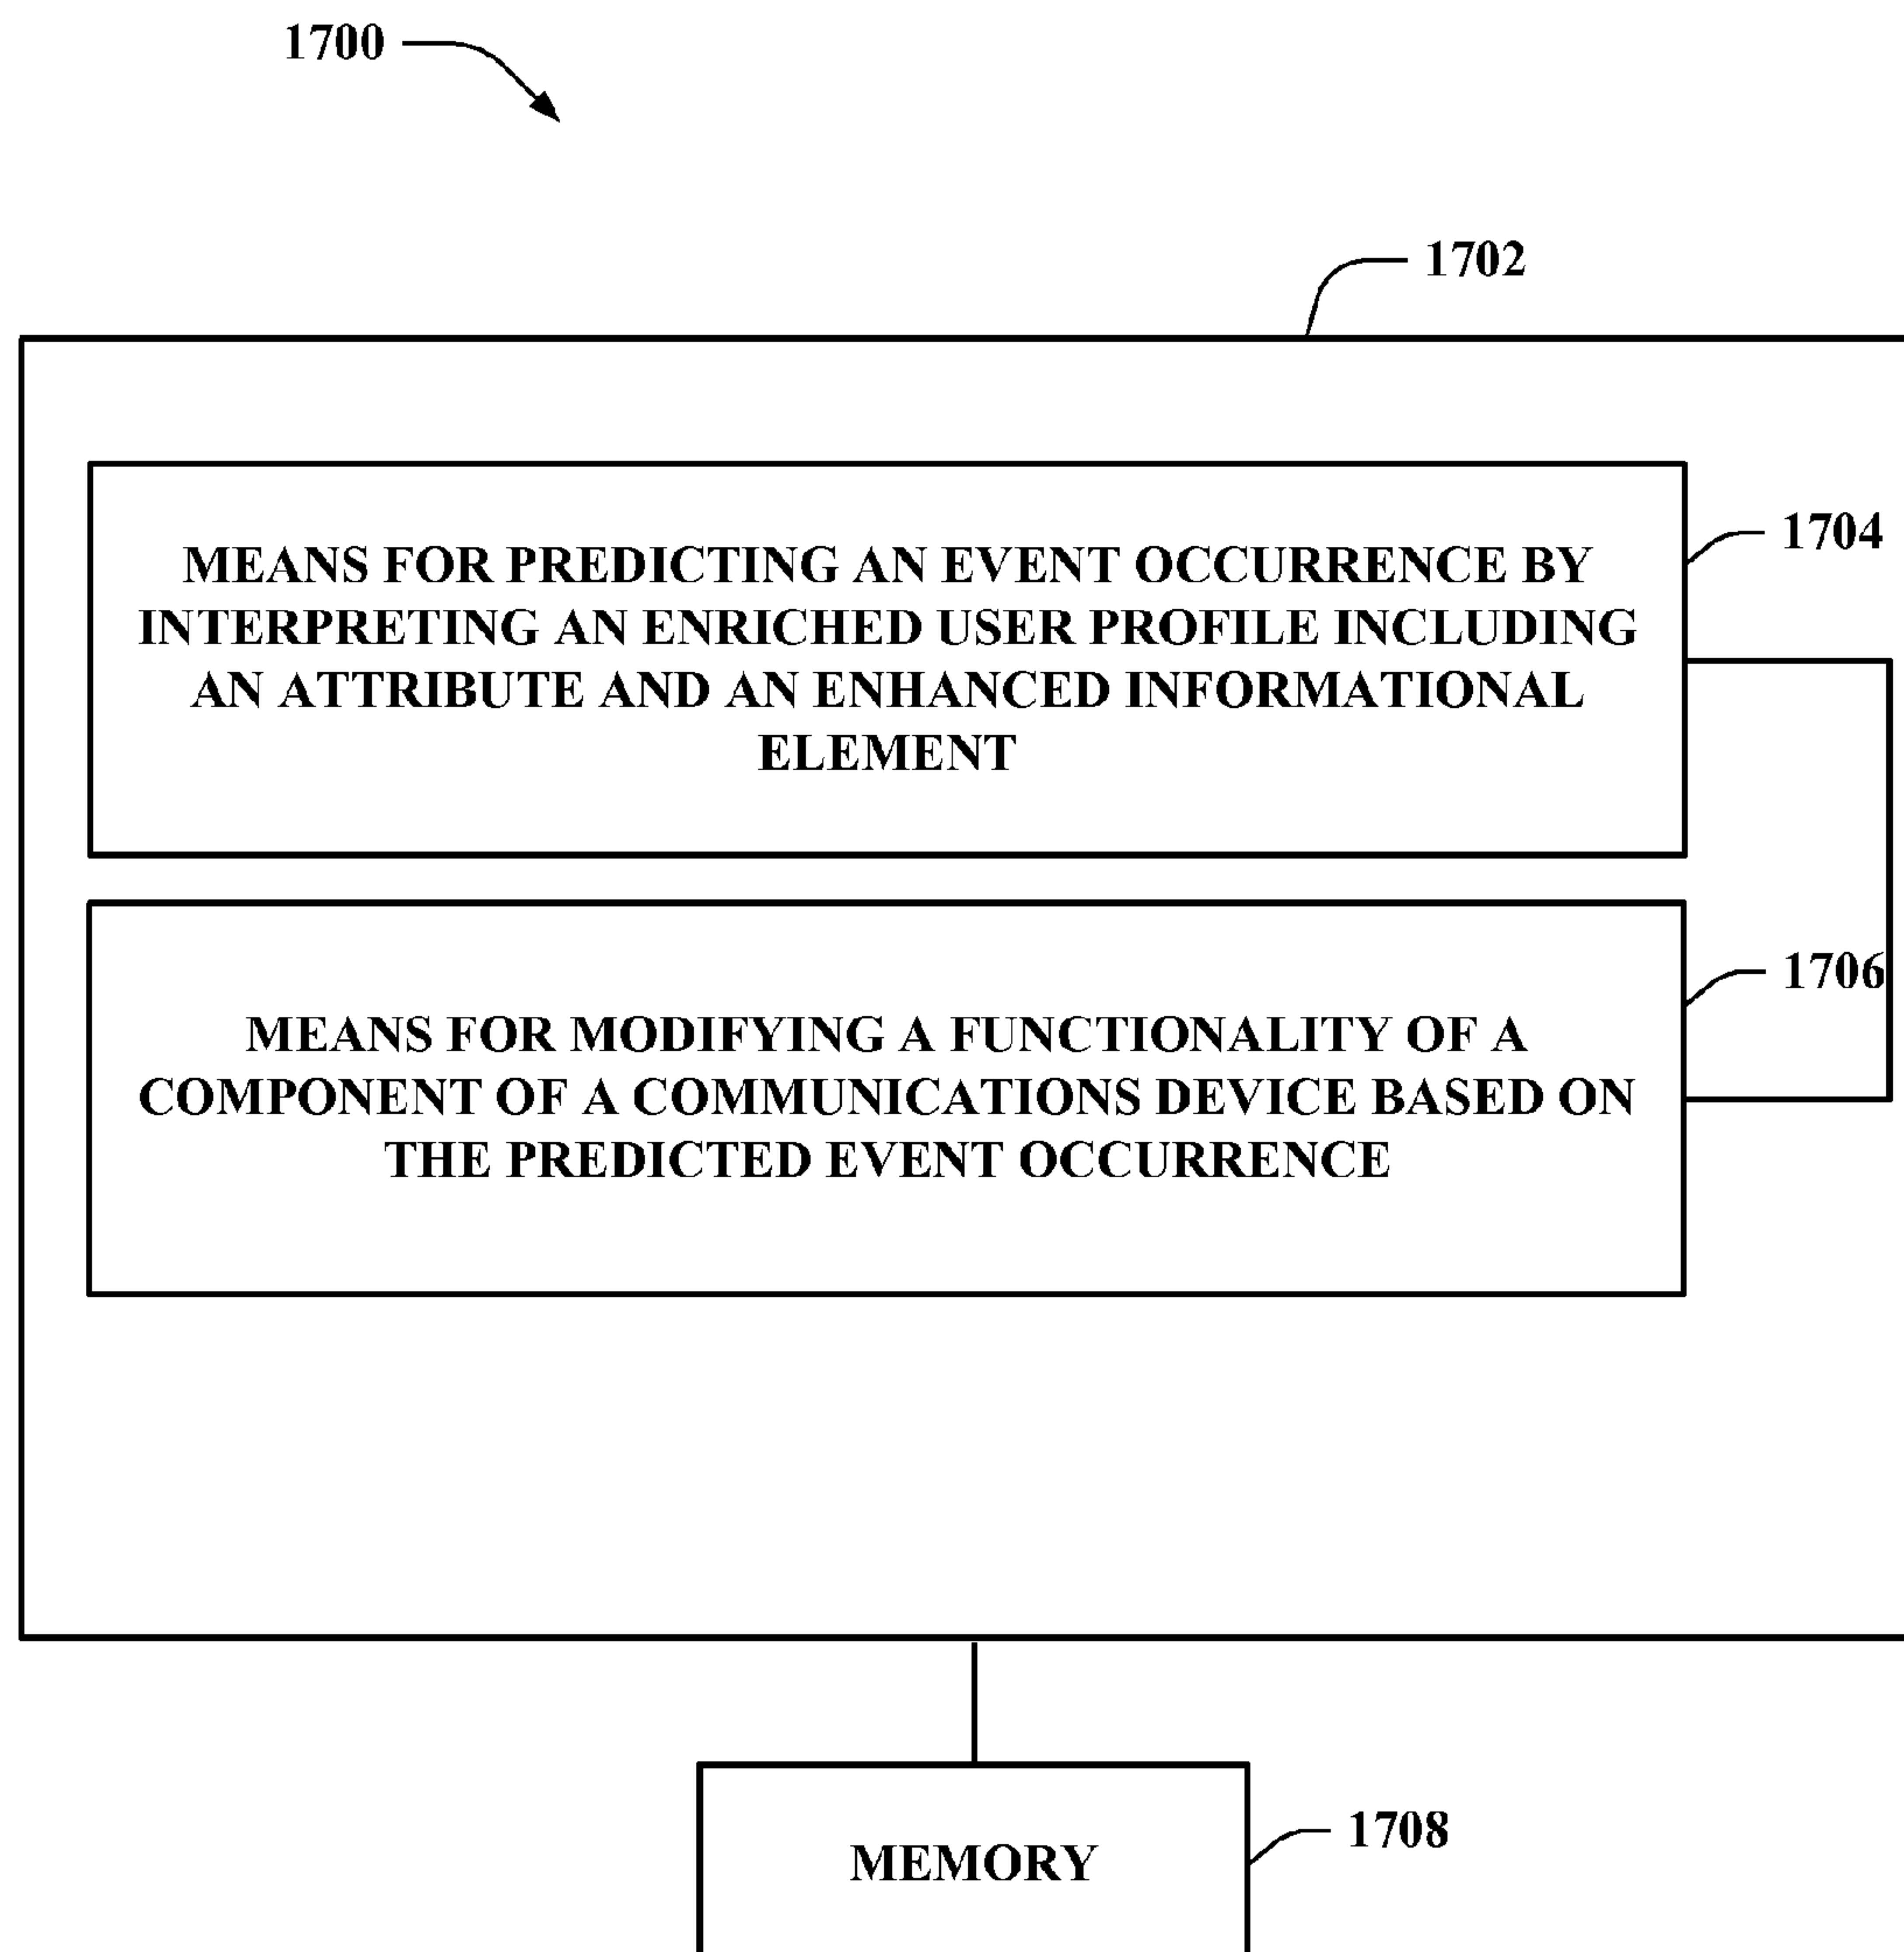 1700
1702
MEANS FOR PREDICTING AN EVENT OCCURRENCE BY
INTERPRETING AN ENRICHED USER PROFILE INCLUDING
AN ATTRIBUTE AND AN ENHANCED INFORMATIONAL
ELEMENT
1704
MEANS FOR MODIFYING A FUNCTIONALITY OF A
COMPONENT OF A COMMUNICATIONS DEVICE BASED ON
THE PREDICTED EVENT OCCURRENCE
1706
MEMORY
1708